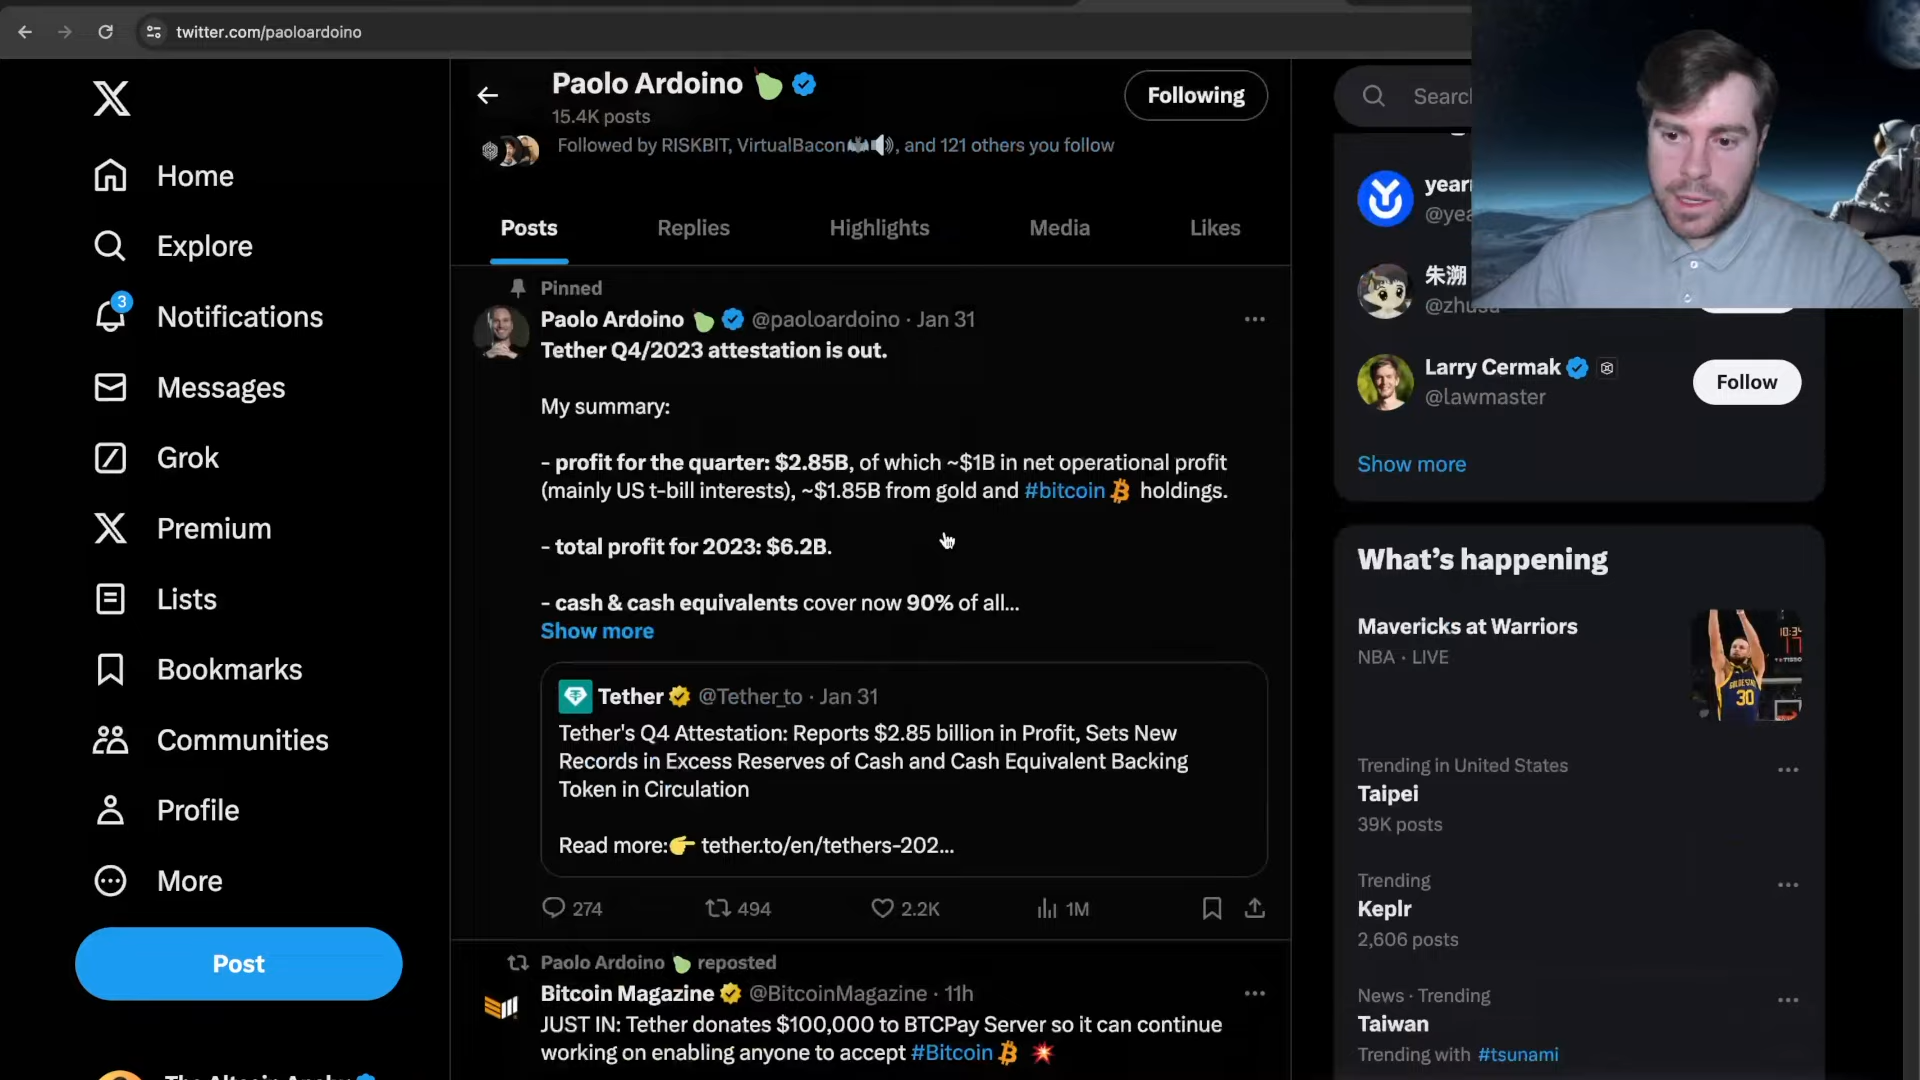 twitter.com/paoloardoino
Paolo Ardoino
15.4K posts
Following
Followed by RISKBIT, VirtualBacon, and 121 others you follow
Posts
Replies
Highlights
Media
Likes
Home
Explore
3
Notifications
Messages
Grok
Premium
Lists
Bookmarks
Communities
Profile
More
Post
Pinned
Paolo Ardoino @paoloardoino · Jan 31
Tether Q4/2023 attestation is out.
My summary:
- profit for the quarter: $2.85B, of which ~$1B in net operational profit
(mainly US t-bill interests), ~$1.85B from gold and #bitcoin holdings.
- total profit for 2023: $6.2B.
- cash & cash equivalents cover now 90% of all...
Show more
Tether @Tether_to · Jan 31
Tether's Q4 Attestation: Reports $2.85 billion in Profit, Sets New
Records in Excess Reserves of Cash and Cash Equivalent Backing
Token in Circulation
Read more:👉 tether.to/en/tethers-202...
274
494
2.2K
1M
Paolo Ardoino reposted
Bitcoin Magazine @BitcoinMagazine · 11h
JUST IN: Tether donates $100,000 to BTCPay Server so it can continue
working on enabling anyone to accept #Bitcoin 💥
Larry Cermak
@lawmaster
Follow
Show more
What's happening
Mavericks at Warriors
NBA · LIVE
Trending in United States
Taipei
39K posts
Trending
Keplr
2,606 posts
News · Trending
Taiwan
Trending with #tsunami